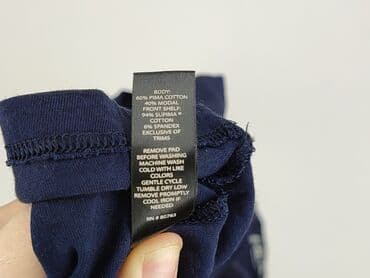 BODY:
60% PIMA COTTON
40% MODAL
FRONT SHELF:
94% SUPIMA ®
COTTON
6% SPANDEX
EXCLUSIVE OF
TRIMS
REMOVE PAD
BEFORE WASHING
MACHINE WASH
COLD WITH LIKE
COLORS
GENTLE CYCLE
TUMBLE DRY LOW
REMOVE PROMPTLY
COOL IRON IF
NEEDED
RN # 80763